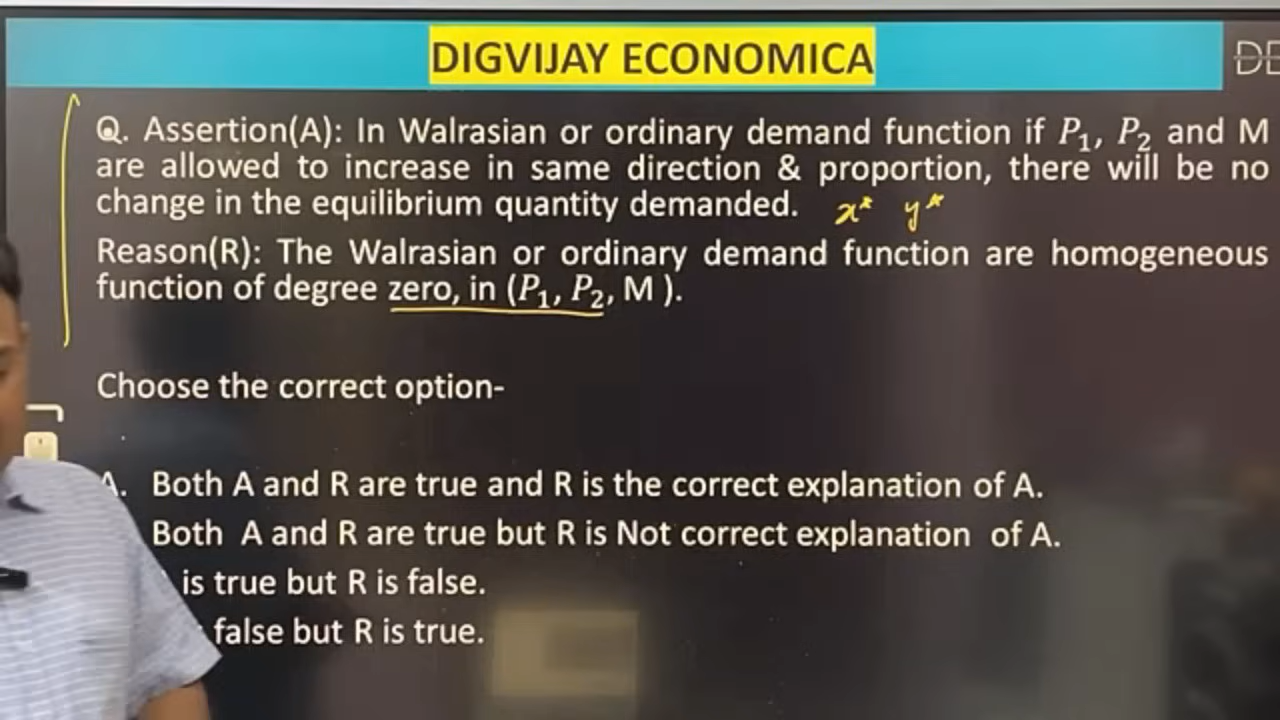 DIGVIJAY ECONOMICA
DE
Q. Assertion(A): In Walrasian or ordinary demand function if P₁, P₂ and M
are allowed to increase in same direction & proportion, there will be no
change in the equilibrium quantity demanded. x* y*
Reason(R): The Walrasian or ordinary demand function are homogeneous
function of degree zero, in (P₁, P₂, M ).
Choose the correct option-
A. Both A and R are true and R is the correct explanation of A.
Both A and R are true but R is Not correct explanation of A.
is true but R is false.
false but R is true.